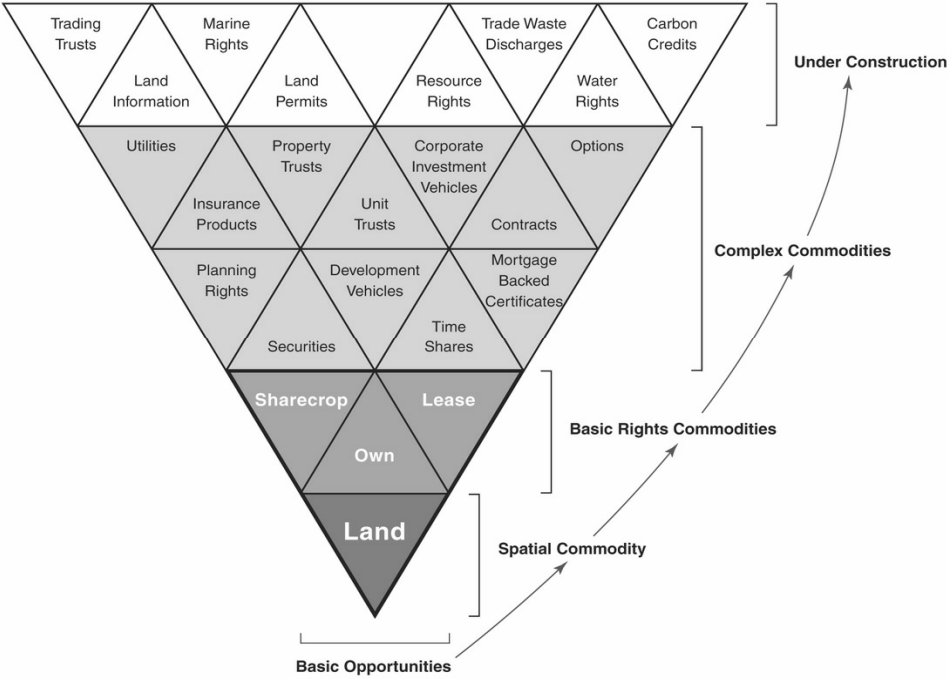 Trading
Trusts
Marine
Rights
Trade Waste
Discharges
Carbon
Credits
Land
Information
Land
Permits
Resource
Rights
Water
Rights
Under Construction
Utilities
Property
Trusts
Corporate
Investment
Vehicles
Options
Insurance
Products
Unit
Trusts
Contracts
Complex Commodities
Planning
Rights
Development
Vehicles
Mortgage
Backed
Certificates
Securities
Time
Shares
Sharecrop
Lease
Own
Basic Rights Commodities
Land
Spatial Commodity
Basic Opportunities